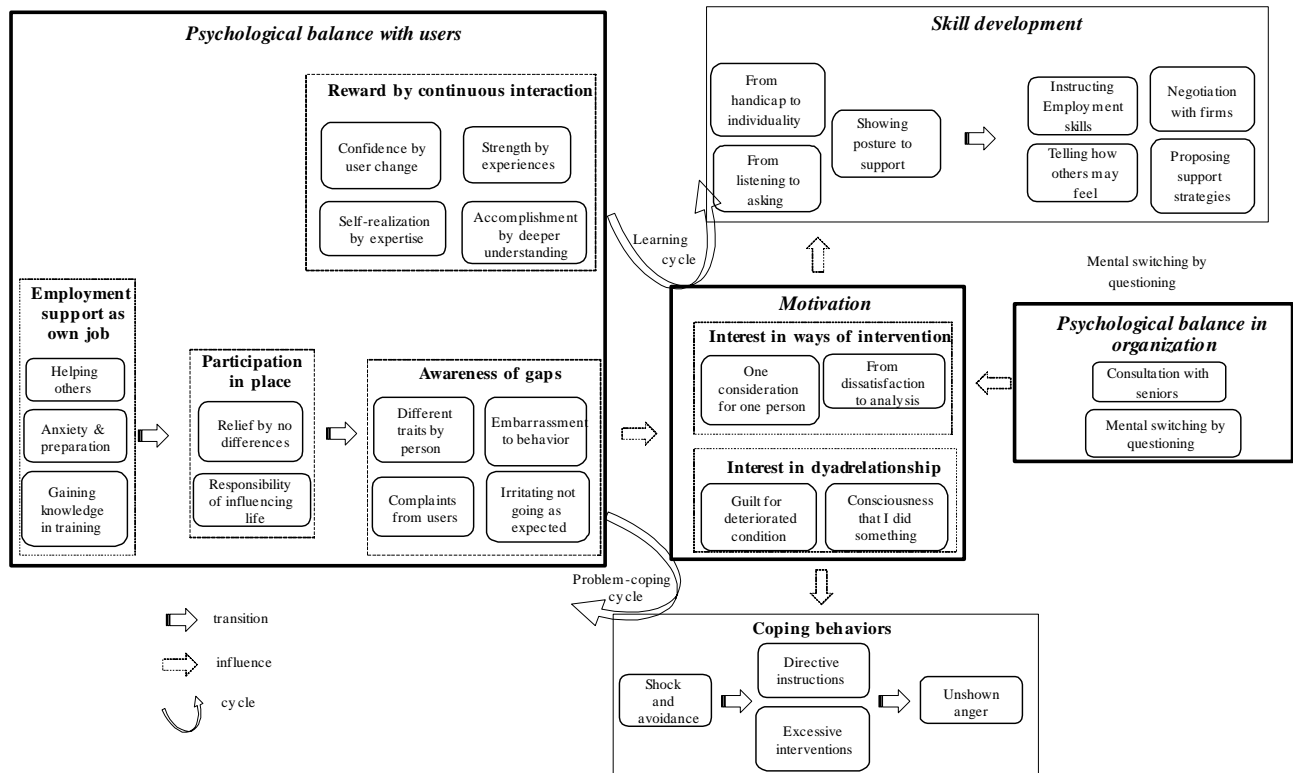 Psychological balance with users
Reward by continuous interaction
Confidence by
user change
Strength by
experiences
Self-realization
by expertise
Accomplishment
by deeper
understanding
Employment
support as
own job
Helping
others
Anxiety &
preparation
Gaining
knowledge
in training
Participation
in place
Relief by no
differences
Responsibility
of influencing
life
Awareness of gaps
Different
traits by
person
Embarrassment
to behavior
Complaints
from users
Irritating not
going as
expected
Learning
cycle
Problem-coping
cycle
Skill development
From
handicap to
individuality
From
listening to
asking
Showing
posture to
support
Instructing
Employment
skills
Telling how
others may
feel
Negotiation
with firms
Proposing
support
strategies
Motivation
Interest in ways of intervention
One
consideration
for one person
From
dissatisfaction
to analysis
Interest in dyadrelationship
Guilt for
deteriorated
condition
Consciousness
that I did
something
Mental switching by
questioning
Psychological balance in
organization
Consultation with
seniors
Mental switching by
questioning
Coping behaviors
Shock
and
avoidance
Directive
instructions
Excessive
interventions
Unshown
anger
transition
influence
cycle